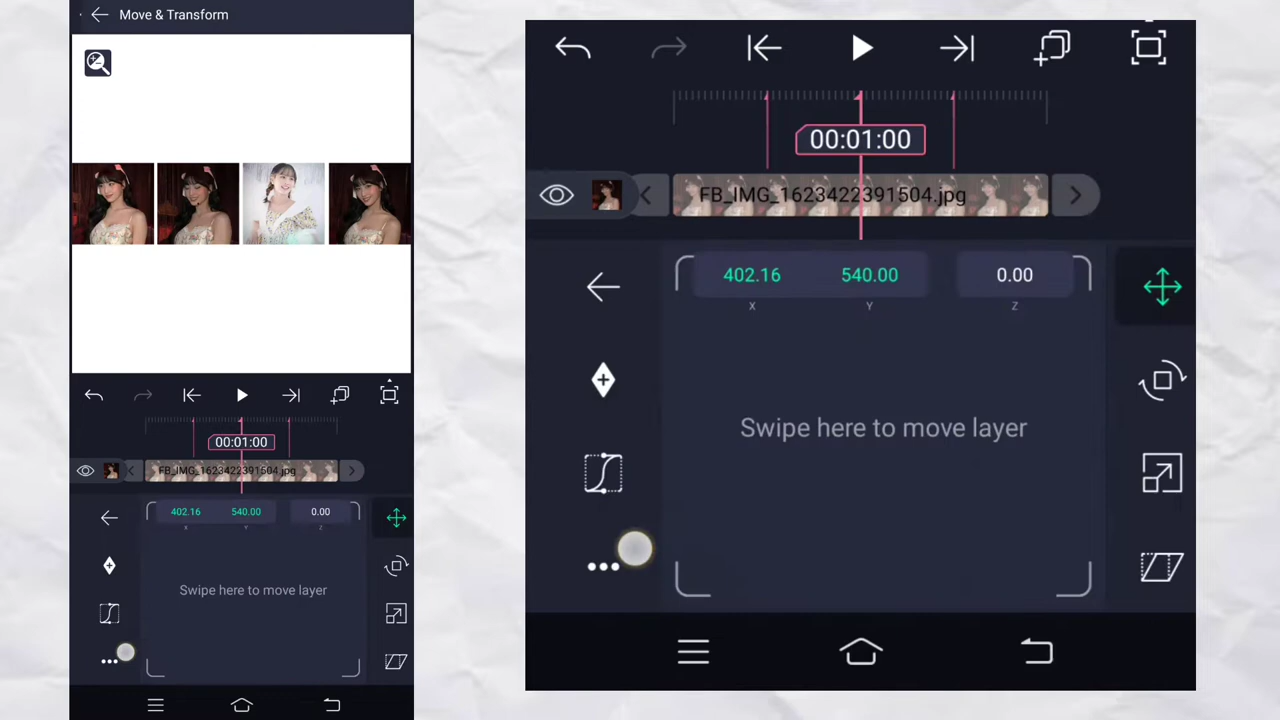 Move & Transform
00:01:00
FB_IMG_1623422391504.jpg
402.16 540.00 0.00
X Y Z
Swipe here to move layer
00:01:00
FB_IMG_1623422391504.jpg
402.16 540.00 0.00
X Y Z
Swipe here to move layer